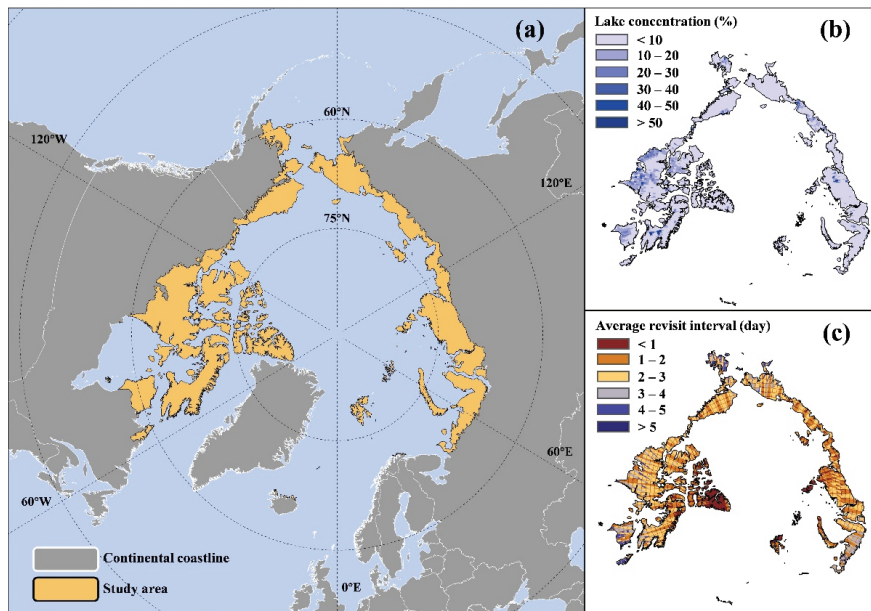 (a)
60°N
120°W
120°E
75°N
60°E
60°W
0°E
Continental coastline
Study area
Lake concentration (%)
(b)
< 10
10 – 20
20 – 30
30 – 40
40 – 50
> 50
Average revisit interval (day)
(c)
< 1
1 – 2
2 – 3
3 – 4
4 – 5
> 5